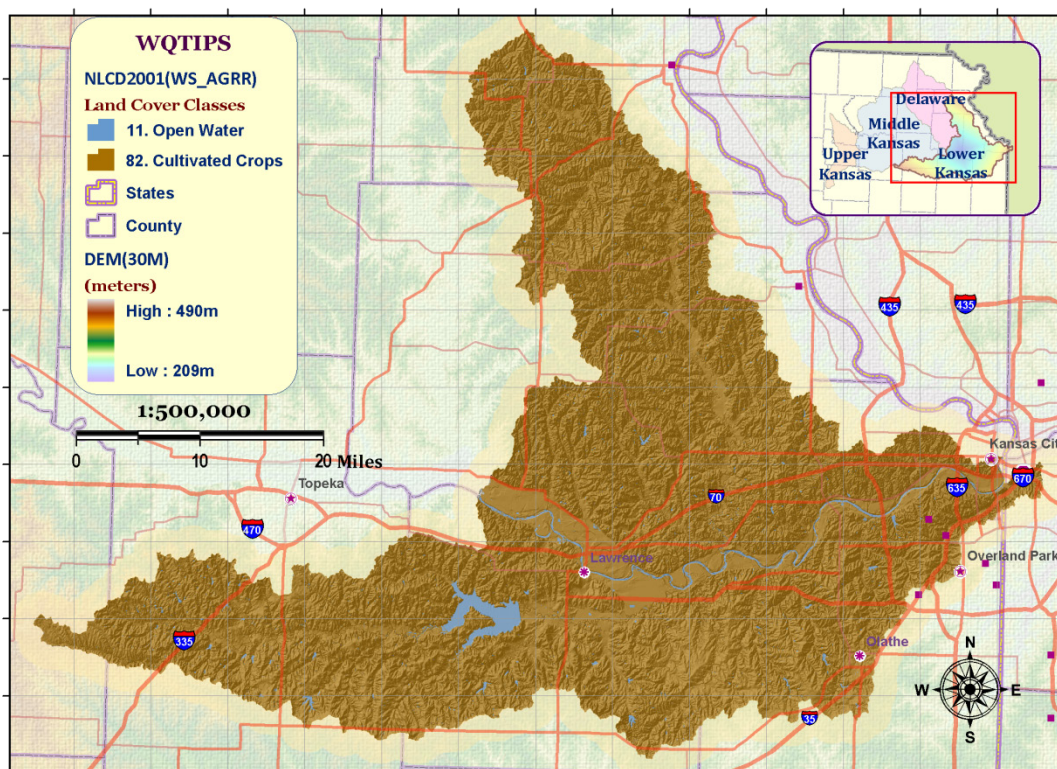 WQTIPS
NLCD2001(WS_AGRR)
Land Cover Classes
11. Open Water
82. Cultivated Crops
States
County
DEM(30M)
(meters)
High : 490m
Low : 209m
1:500,000
0 10 20 Miles
Delaware
Middle
Kansas
Upper
Kansas
Lower
Kansas
435
435
Kansas City
670
635
70
Topeka
470
Lawrence
Overland Park
335
Olathe
35
N
W
E
S